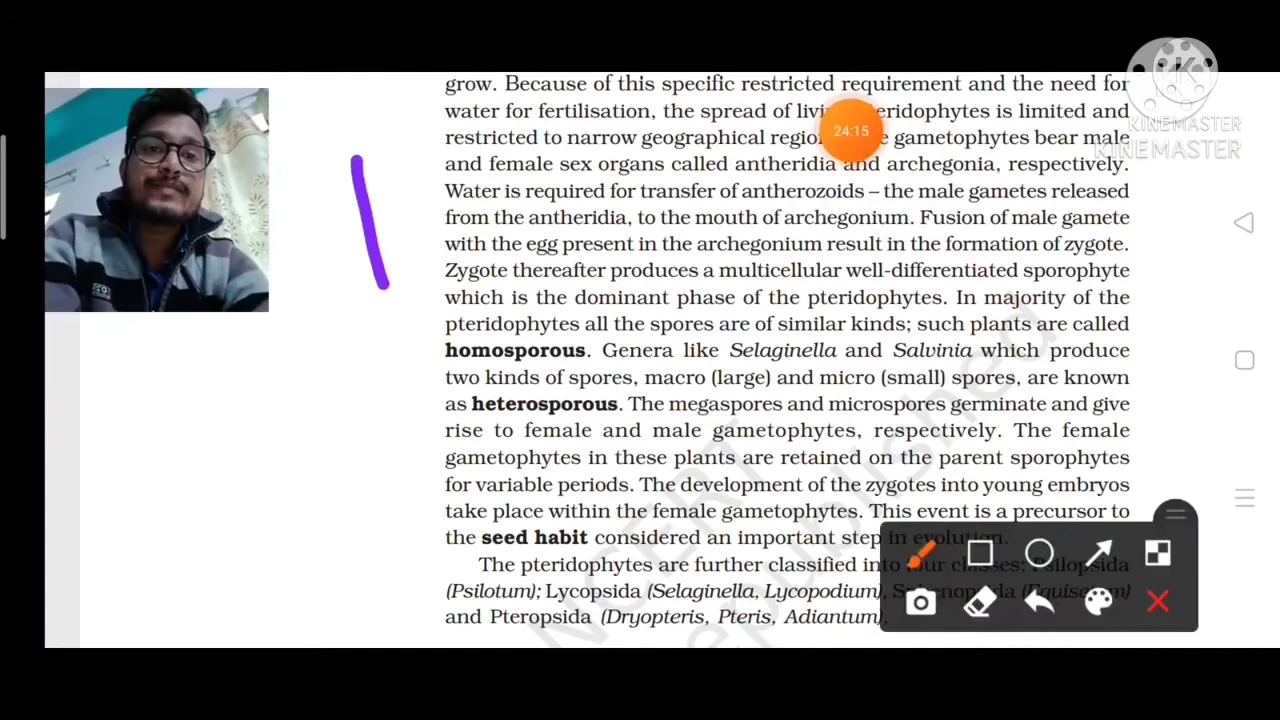 grow. Because of this specific restricted requirement and the need for
water for fertilisation, the spread of living pteridophytes is limited and
restricted to narrow geographical regions. The gametophytes bear male
and female sex organs called antheridia and archegonia, respectively.
Water is required for transfer of antherozoids – the male gametes released
from the antheridia, to the mouth of archegonium. Fusion of male gamete
with the egg present in the archegonium result in the formation of zygote.
Zygote thereafter produces a multicellular well-differentiated sporophyte
which is the dominant phase of the pteridophytes. In majority of the
pteridophytes all the spores are of similar kinds; such plants are called
homosporous. Genera like Selaginella and Salvinia which produce
two kinds of spores, macro (large) and micro (small) spores, are known
as heterosporous. The megaspores and microspores germinate and give
rise to female and male gametophytes, respectively. The female
gametophytes in these plants are retained on the parent sporophytes
for variable periods. The development of the zygotes into young embryos
take place within the female gametophytes. This event is a precursor to
the seed habit considered an important step in evolution.
The pteridophytes are further classified into four classes: Psilopsida
(Psilotum); Lycopsida (Selaginella, Lycopodium), Sphenopsida (Equisetum)
and Pteropsida (Dryopteris, Pteris, Adiantum).
24:15
KINEMASTER
KINEMASTER
NCERT
republished